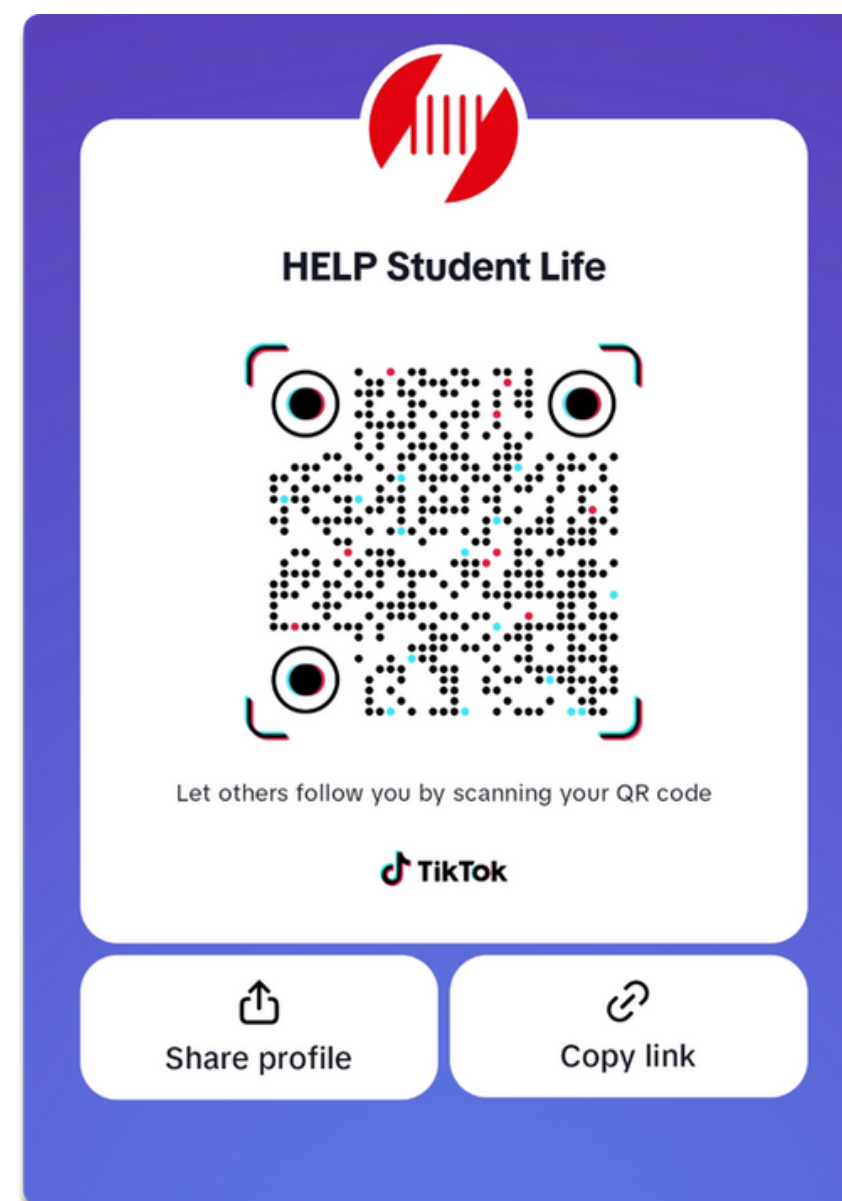 HELP Student Life
Let others follow you by scanning your QR code
TikTok
Share profile
Copy link